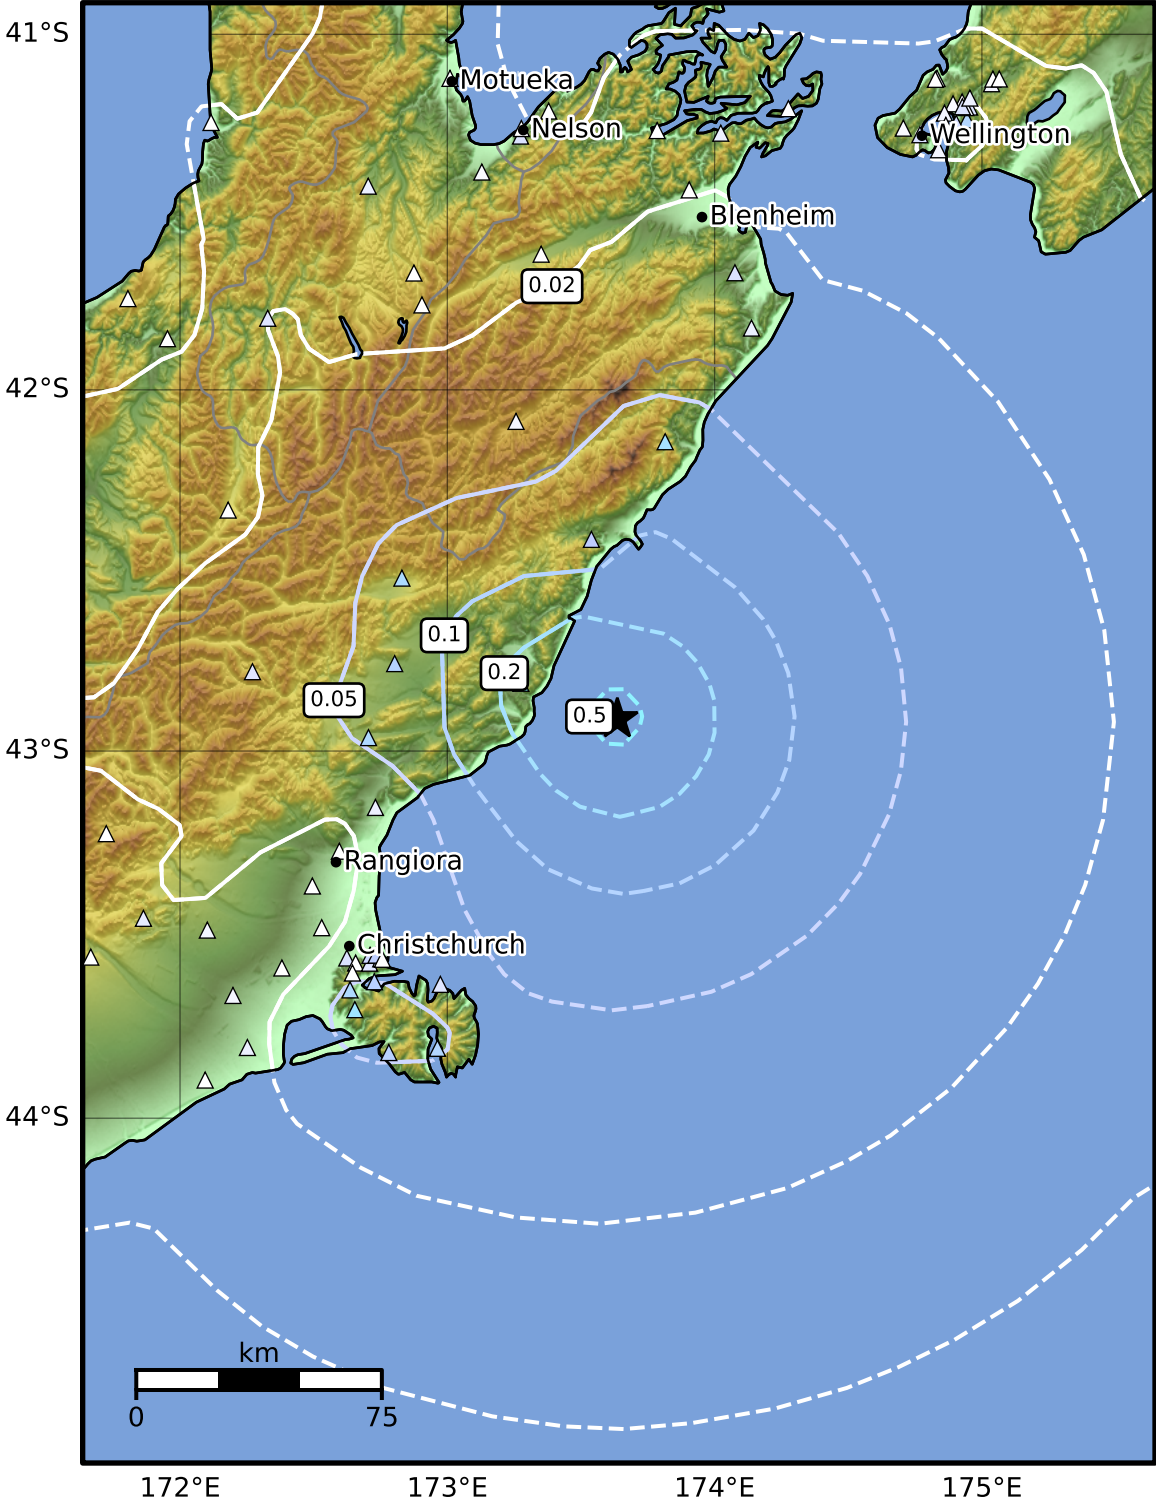 41°S
Motueka
Nelson
Wellington
Blenheim
0.02
42°S
0.1
0.2
0.05
0.5
43°S
Rangiora
Christchurch
44°S
km
0
75
172°E
173°E
174°E
175°E